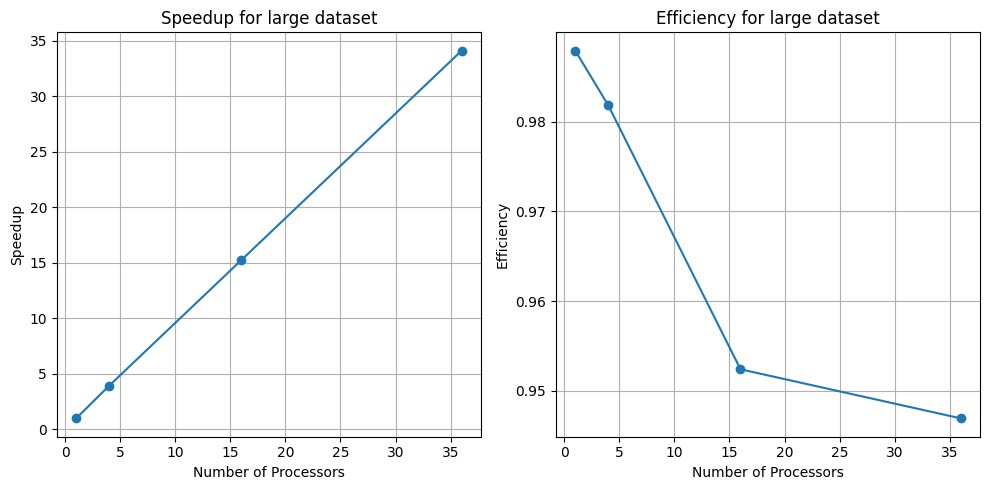 Speedup for large dataset
35
30
25
20
15
10
5
0
Speedup
0 5 10 15 20 25 30 35
Number of Processors
Efficiency for large dataset
0.98
0.97
0.96
0.95
Efficiency
0 5 10 15 20 25 30 35
Number of Processors